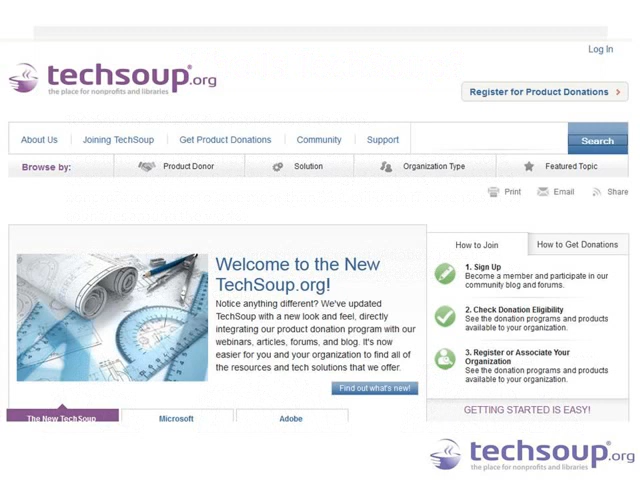 Log In
techsoup.org
the place for nonprofits and libraries
Register for Product Donations
About Us
Joining TechSoup
Get Product Donations
Community
Support
Search
Browse by:
Product Donor
Solution
Organization Type
Featured Topic
Print
Email
Share
Welcome to the New
TechSoup.org!
Notice anything different? We've updated
TechSoup with a new look and feel, directly
integrating our product donation program with our
webinars, articles, forums, and blog. It's now
easier for you and your organization to find all of
the resources and tech solutions that we offer.
Find out what's new!
How to Join
How to Get Donations
1. Sign Up
Become a member and participate in our
community blog and forums.
2. Check Donation Eligibility
See the donation programs and products
available to your organization.
3. Register or Associate Your
Organization
See the donation programs and products
available to your organization.
GETTING STARTED IS EASY!
The New TechSoup
Microsoft
Adobe
techsoup.org
the place for nonprofits and libraries